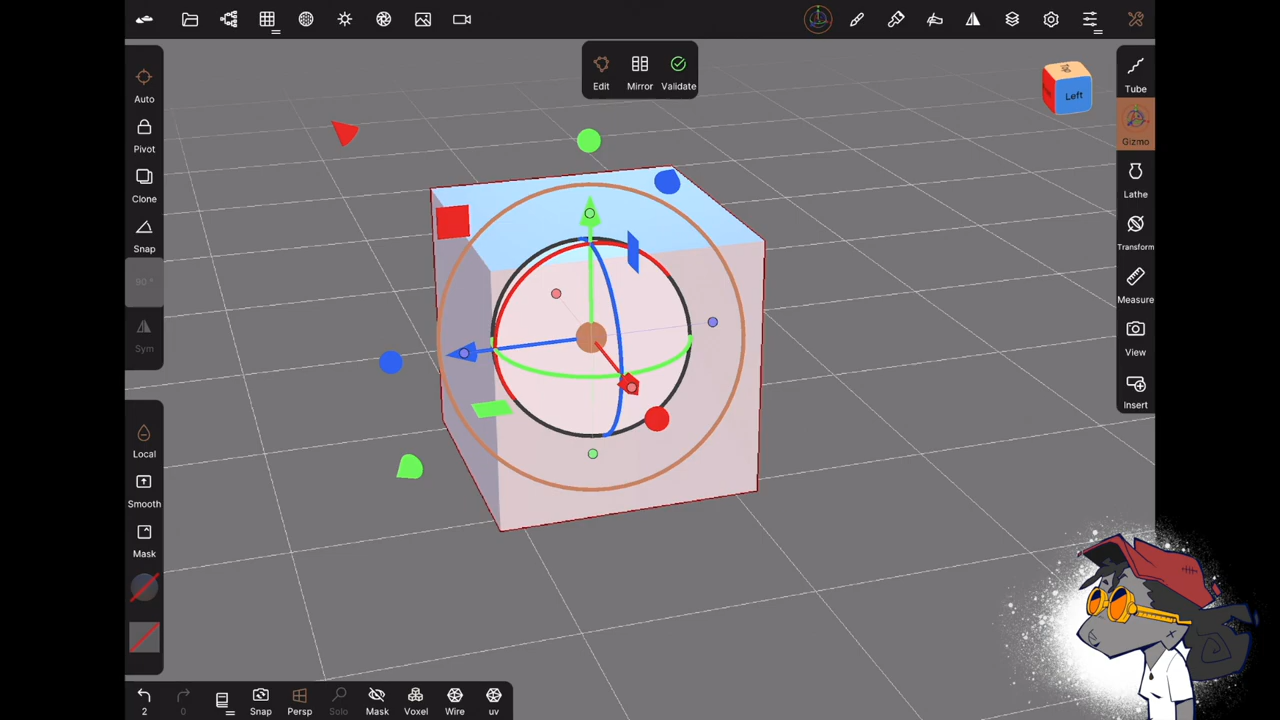 Edit Mirror Validate
Left
Auto
Pivot
Clone
Snap
90 °
Sym
Local
Smooth
Mask
Tube
Gizmo
Lathe
Transform
Measure
View
Insert
2 0 Snap Persp Solo Mask Voxel Wire uv